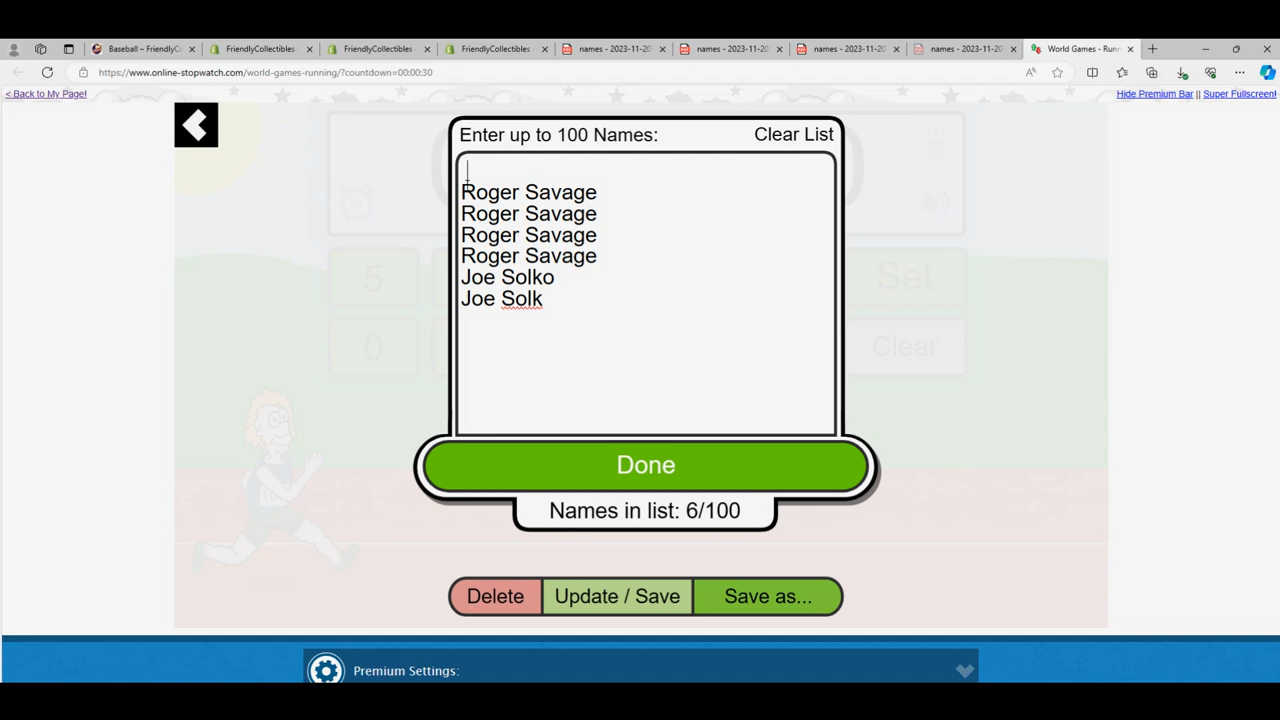 Baseball – FriendlyC
FriendlyCollectibles
FriendlyCollectibles
FriendlyCollectibles
names - 2023-11-20
names - 2023-11-20
names - 2023-11-20
names - 2023-11-20
World Games - Runn
https://www.online-stopwatch.com/world-games-running/?countdown=00:00:30
< Back to My Page!
Hide Premium Bar || Super Fullscreen!
Enter up to 100 Names:
Clear List
Roger Savage
Roger Savage
Roger Savage
Roger Savage
Joe Solko
Joe Solk
5
Set
0
Clear
Done
Names in list: 6/100
Delete
Update / Save
Save as...
Premium Settings: